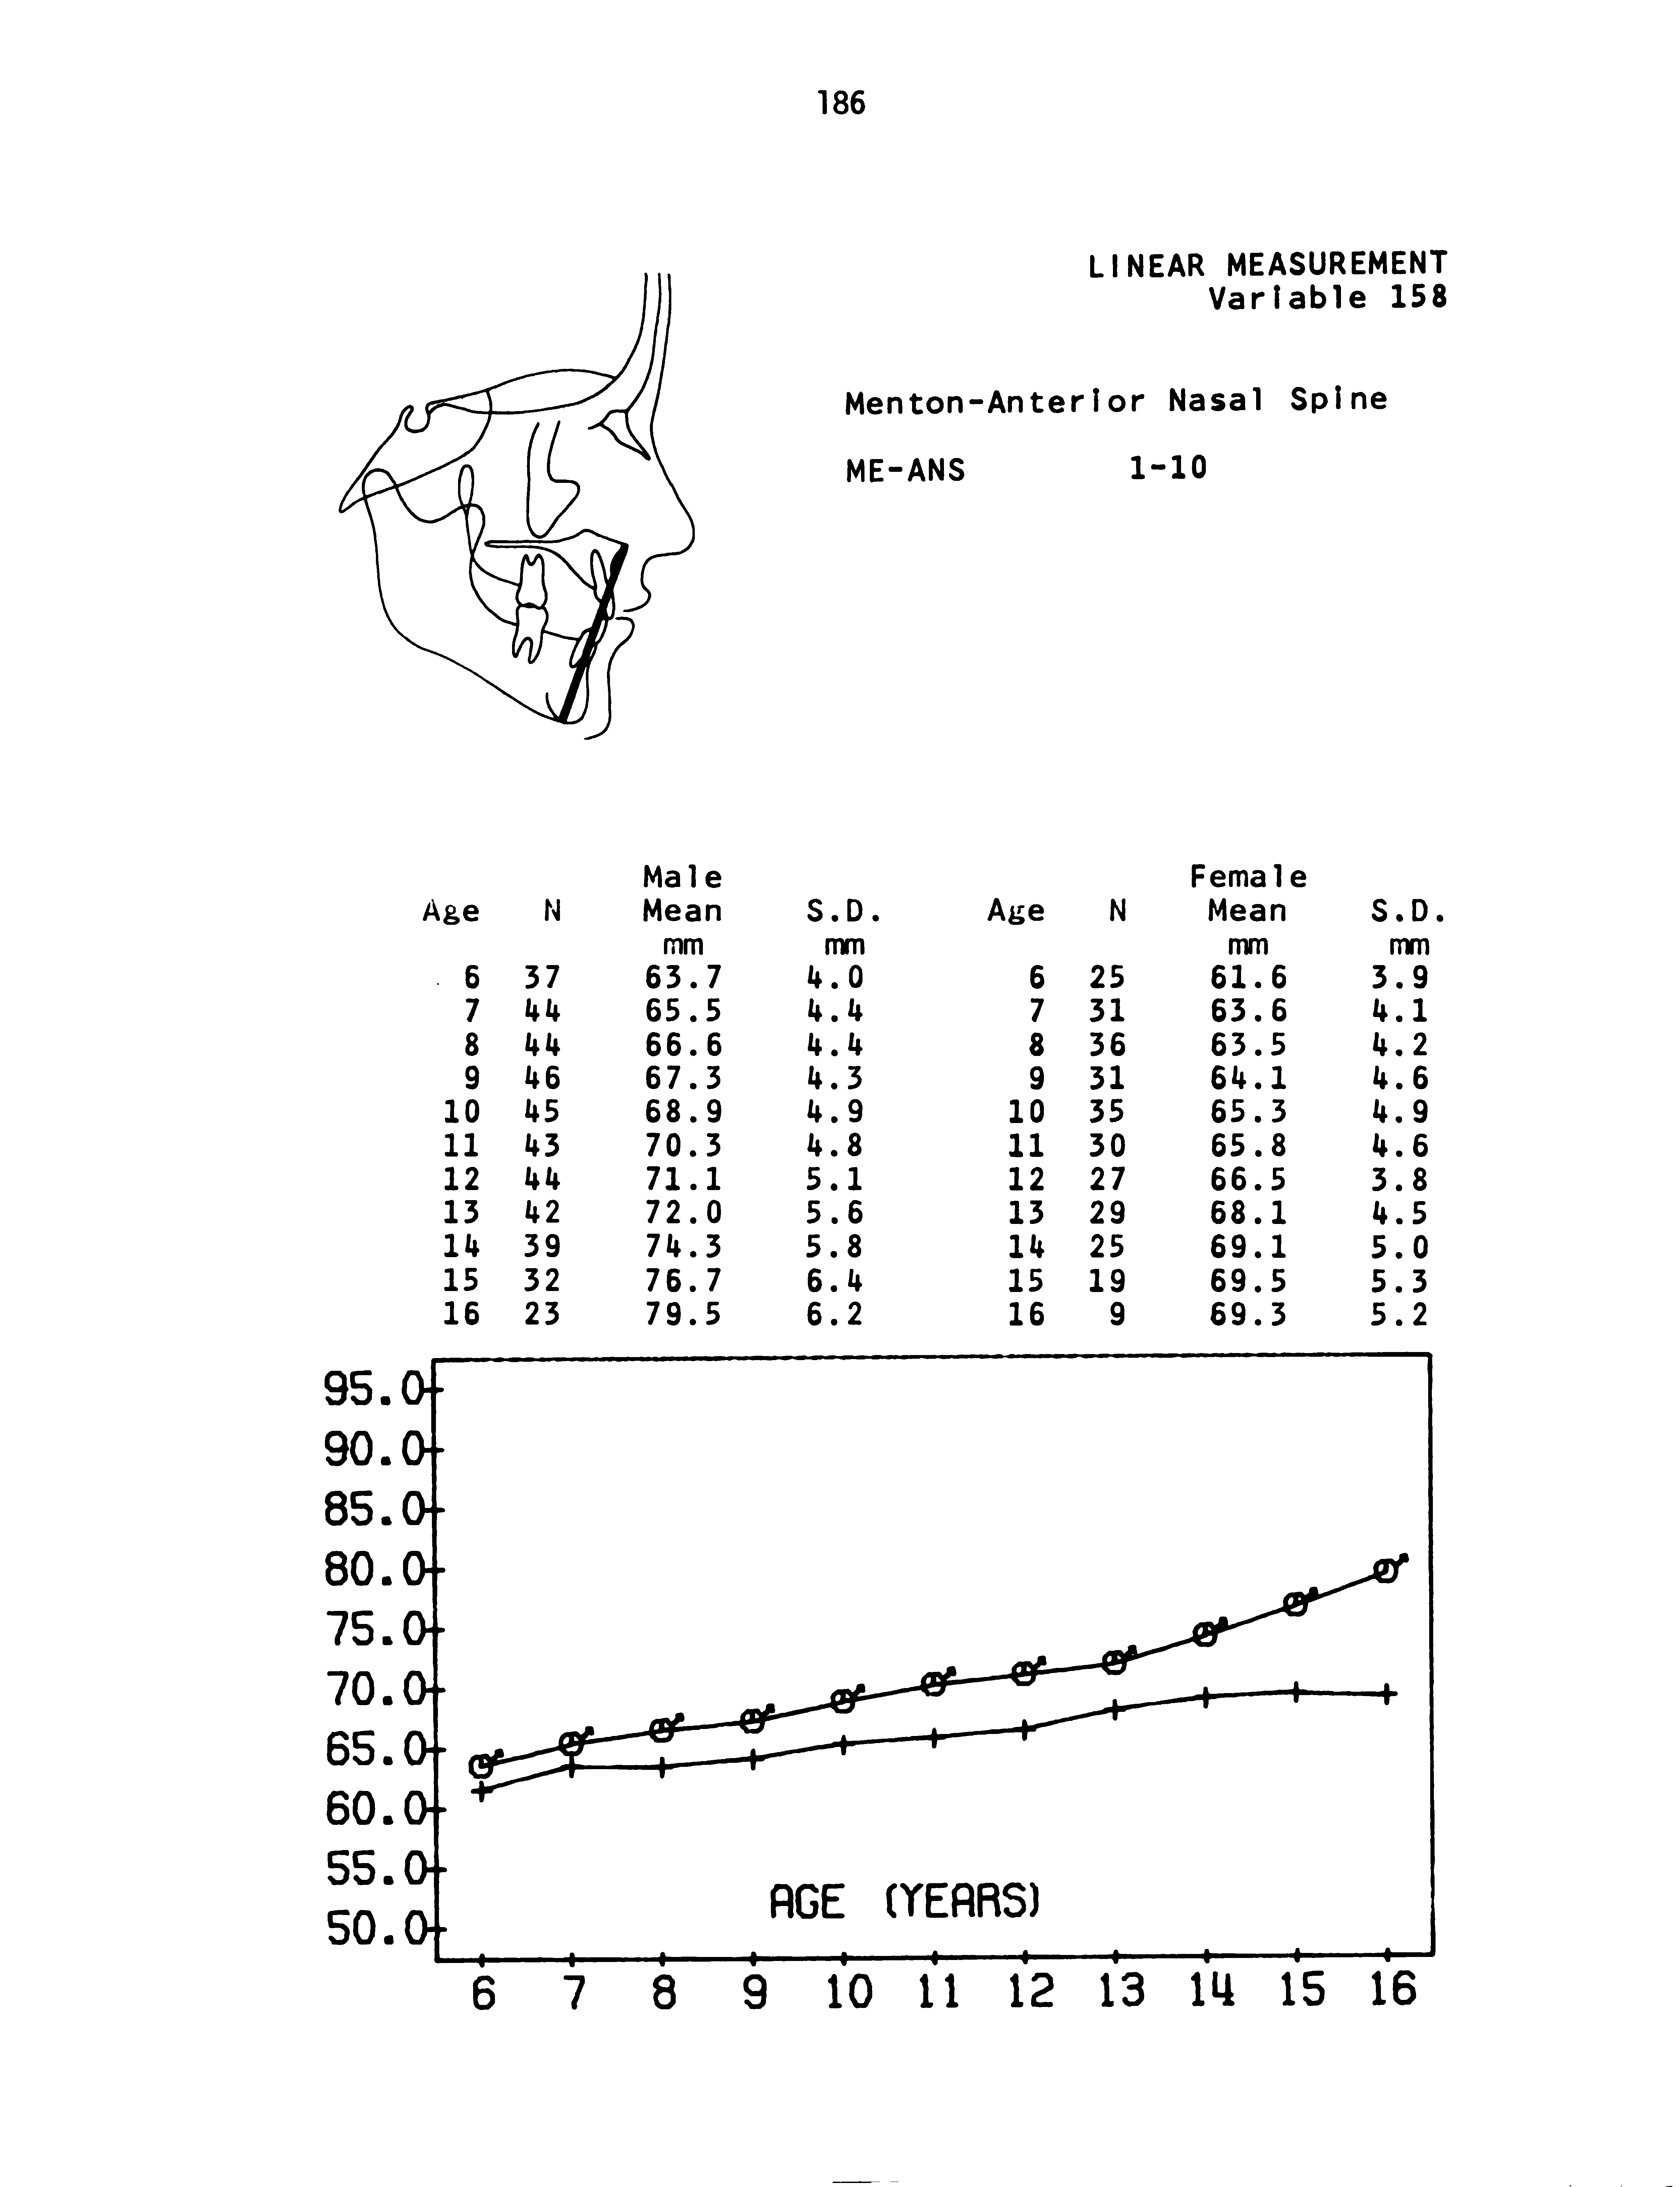 186
LINEAR MEASUREMENT
Variable 158
Menton-Anterior Nasal Spine
ME-ANS 1-10
Male Female
Age N Mean S.D. Age N Mean S.D.
mm mm mm mm
6 37 63.7 4.0 6 25 61.6 3.9
7 44 65.5 4.4 7 31 63.6 4.1
8 44 66.6 4.4 8 36 63.5 4.2
9 46 67.3 4.3 9 31 64.1 4.6
10 45 68.9 4.9 10 35 65.3 4.9
11 43 70.3 4.8 11 30 65.8 4.6
12 44 71.1 5.1 12 27 66.5 3.8
13 42 72.0 5.6 13 29 68.1 4.5
14 39 74.3 5.8 14 25 69.1 5.0
15 32 76.7 6.4 15 19 69.5 5.3
16 23 79.5 6.2 16 9 69.3 5.2
95.0
90.0
85.0
80.0
75.0
70.0
65.0
60.0
55.0
50.0
AGE (YEARS)
6 7 8 9 10 11 12 13 14 15 16